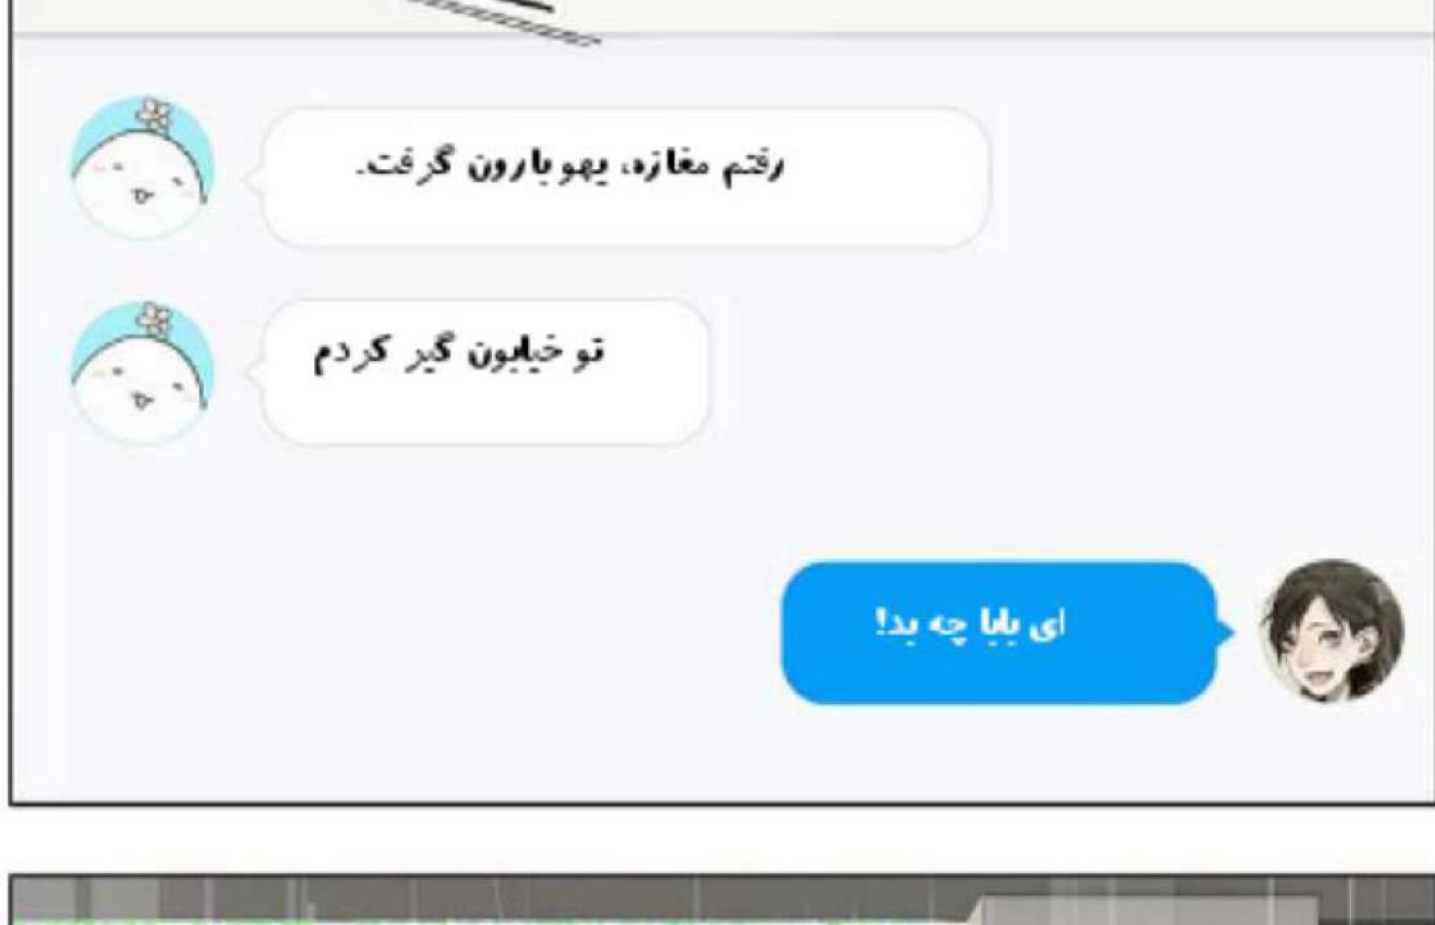 رفتم مغازه، یهو بارون گرفت.
تو خیابون گیر کردم
ای بابا چه بد!